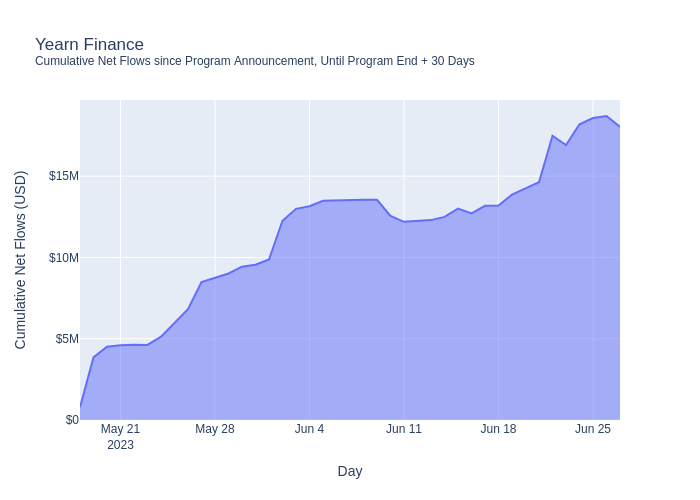 Yearn Finance
Cumulative Net Flows since Program Announcement, Until Program End + 30 Days
Cumulative Net Flows (USD)
$15M
$10M
$5M
$0
May 21
2023
May 28
Jun 4
Jun 11
Jun 18
Jun 25
Day